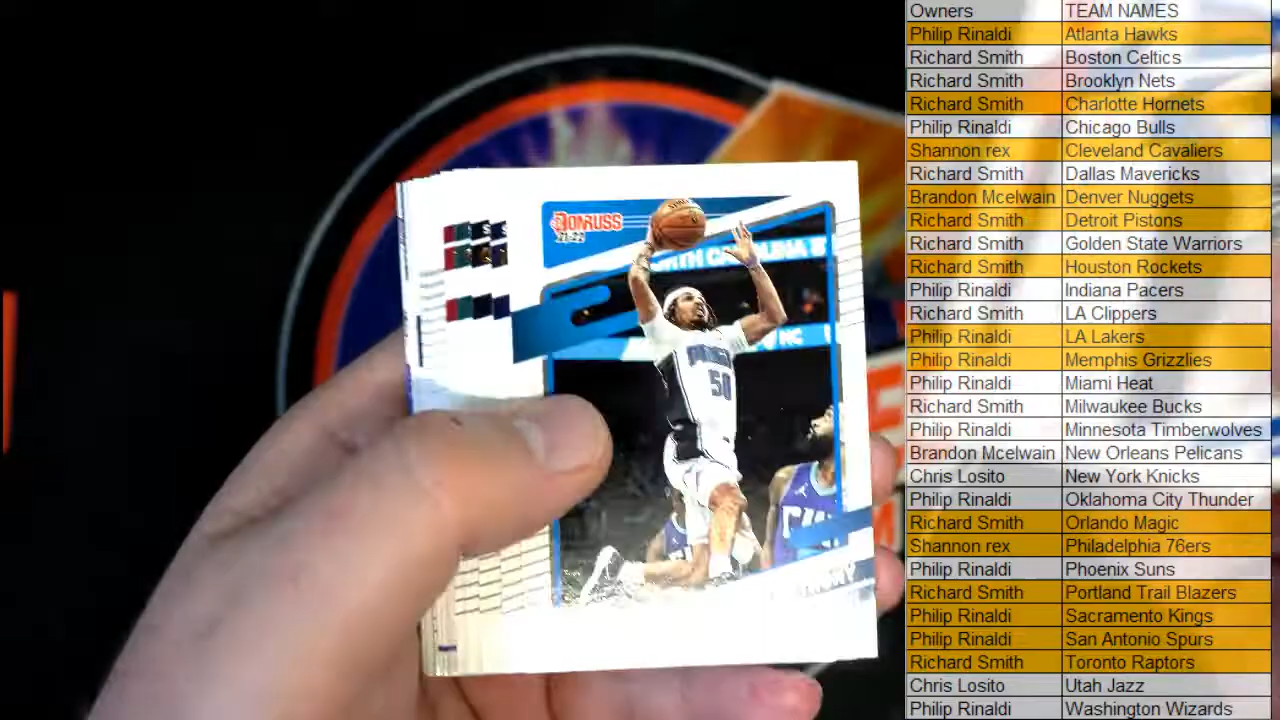 Owners TEAM NAMES
Philip Rinaldi Atlanta Hawks
Richard Smith Boston Celtics
Richard Smith Brooklyn Nets
Richard Smith Charlotte Hornets
Philip Rinaldi Chicago Bulls
Shannon rex Cleveland Cavaliers
Richard Smith Dallas Mavericks
Brandon Mcelwain Denver Nuggets
Richard Smith Detroit Pistons
Richard Smith Golden State Warriors
Richard Smith Houston Rockets
Philip Rinaldi Indiana Pacers
Richard Smith LA Clippers
Philip Rinaldi LA Lakers
Philip Rinaldi Memphis Grizzlies
Philip Rinaldi Miami Heat
Richard Smith Milwaukee Bucks
Philip Rinaldi Minnesota Timberwolves
Brandon Mcelwain New Orleans Pelicans
Chris Losito New York Knicks
Philip Rinaldi Oklahoma City Thunder
Richard Smith Orlando Magic
Shannon rex Philadelphia 76ers
Philip Rinaldi Phoenix Suns
Richard Smith Portland Trail Blazers
Philip Rinaldi Sacramento Kings
Philip Rinaldi San Antonio Spurs
Richard Smith Toronto Raptors
Chris Losito Utah Jazz
Philip Rinaldi Washington Wizards
DONRUSS
21-22
50